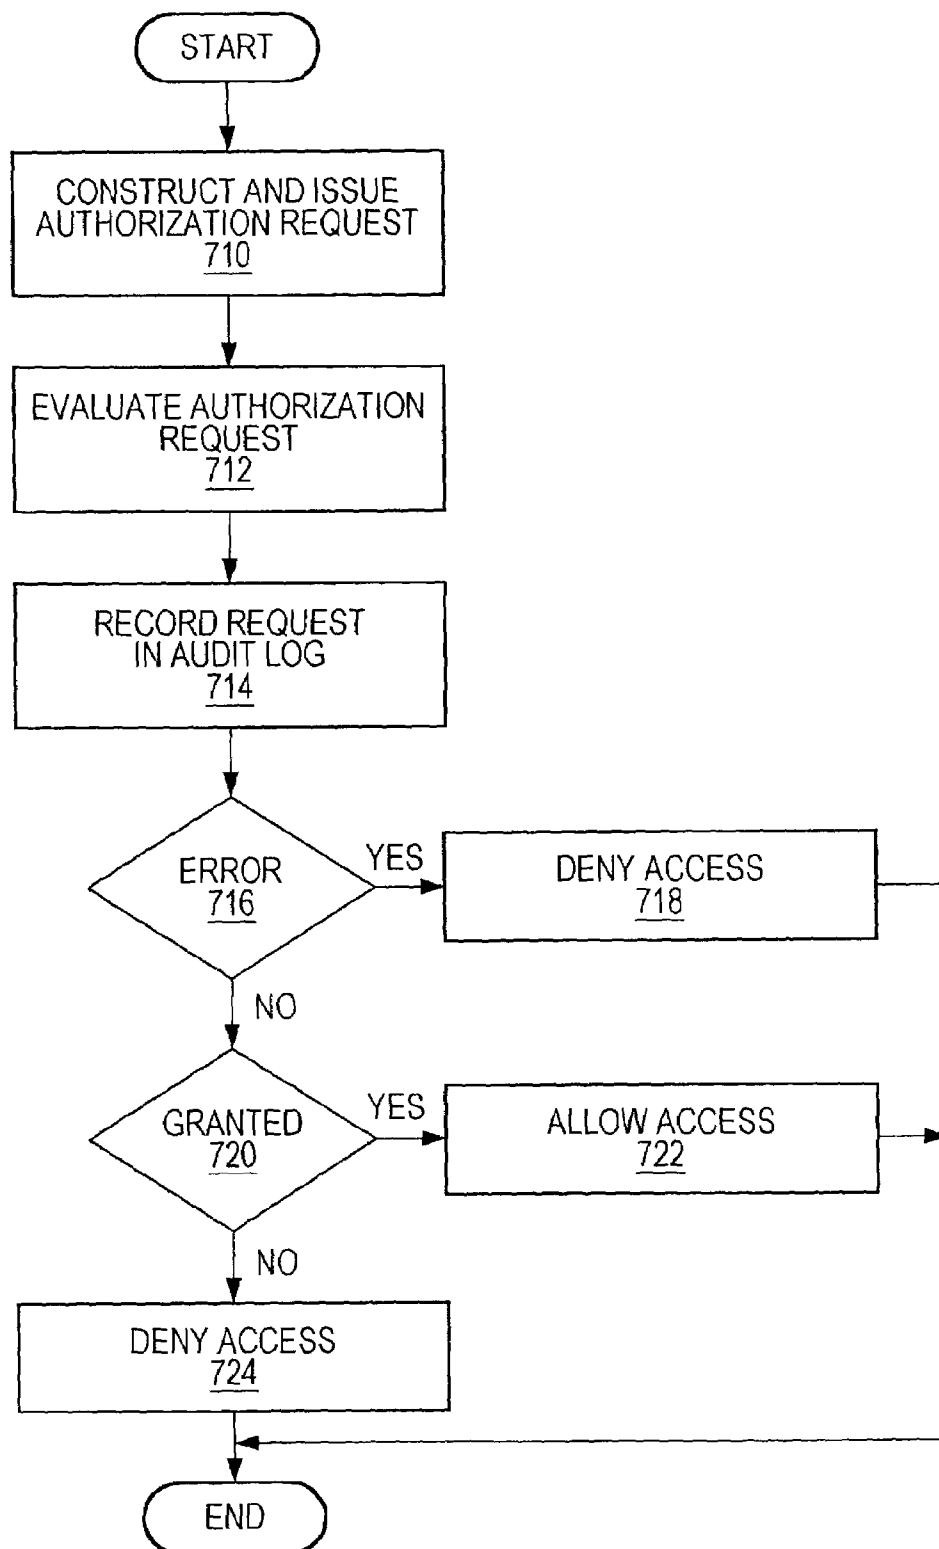 START
CONSTRUCT AND ISSUE
AUTHORIZATION REQUEST
710
EVALUATE AUTHORIZATION
REQUEST
712
RECORD REQUEST
IN AUDIT LOG
714
ERROR
716
YES
DENY ACCESS
718
NO
GRANTED
720
YES
ALLOW ACCESS
722
NO
DENY ACCESS
724
END